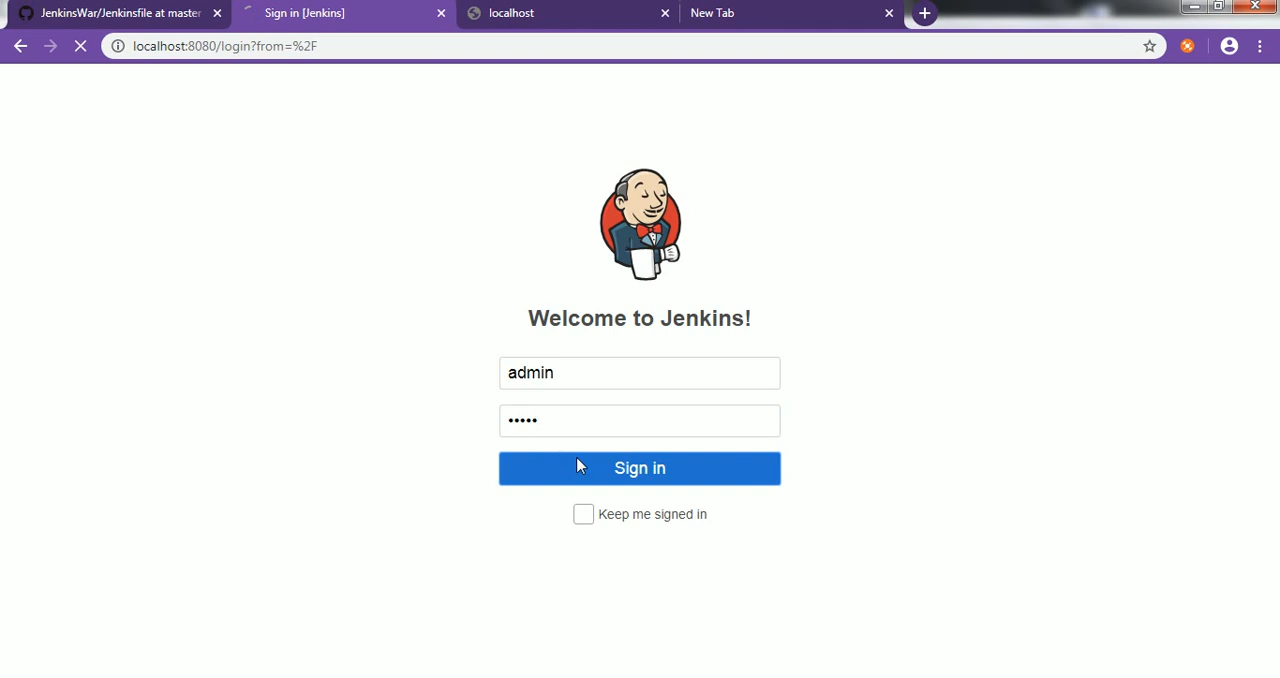 JenkinsWar/Jenkinsfile at master
Sign in [Jenkins]
localhost
New Tab
localhost:8080/login?from=%2F
Welcome to Jenkins!
admin
•••••
Sign in
Keep me signed in